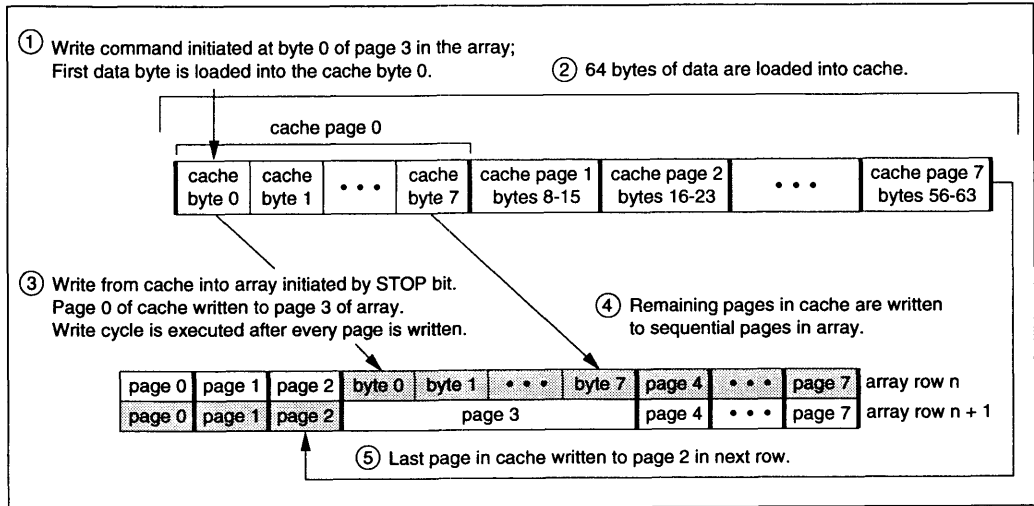 ① Write command initiated at byte 0 of page 3 in the array;
First data byte is loaded into the cache byte 0.
② 64 bytes of data are loaded into cache.
cache page 0
cache byte 0 cache byte 1 • • • cache byte 7 cache page 1 bytes 8-15 cache page 2 bytes 16-23 • • • cache page 7 bytes 56-63
③ Write from cache into array initiated by STOP bit.
Page 0 of cache written to page 3 of array.
Write cycle is executed after every page is written.
④ Remaining pages in cache are written
to sequential pages in array.
page 0 page 1 page 2 byte 0 byte 1 • • • byte 7 page 4 • • • page 7 array row n
page 0 page 1 page 2 page 3 page 4 • • • page 7 array row n + 1
⑤ Last page in cache written to page 2 in next row.